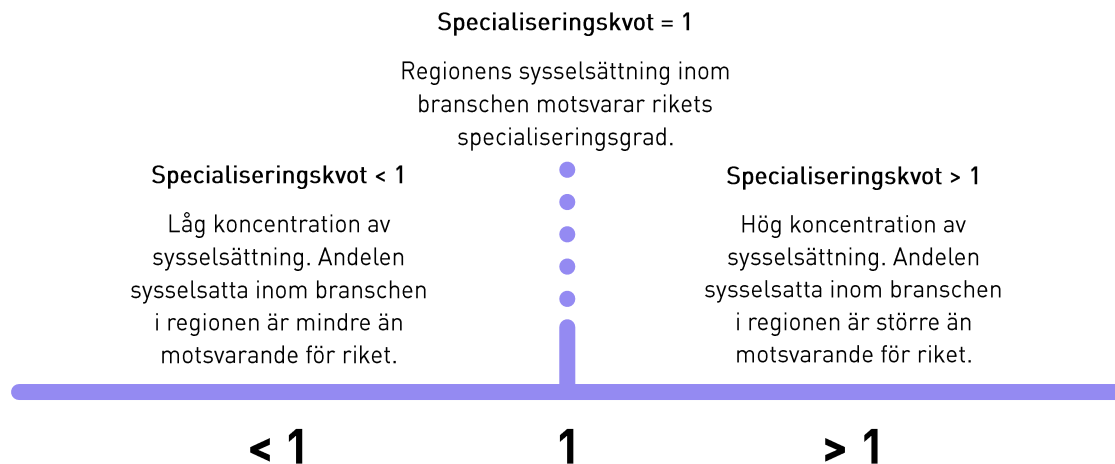 Specialiseringskvot = 1
Regionens sysselsättning inom
branschen motsvarar rikets
specialiseringsgrad.
Specialiseringskvot < 1
Låg koncentration av
sysselsättning. Andelen
sysselsatta inom branschen
i regionen är mindre än
motsvarande för riket.
Specialiseringskvot > 1
Hög koncentration av
sysselsättning. Andelen
sysselsatta inom branschen
i regionen är större än
motsvarande för riket.
< 1
1
> 1